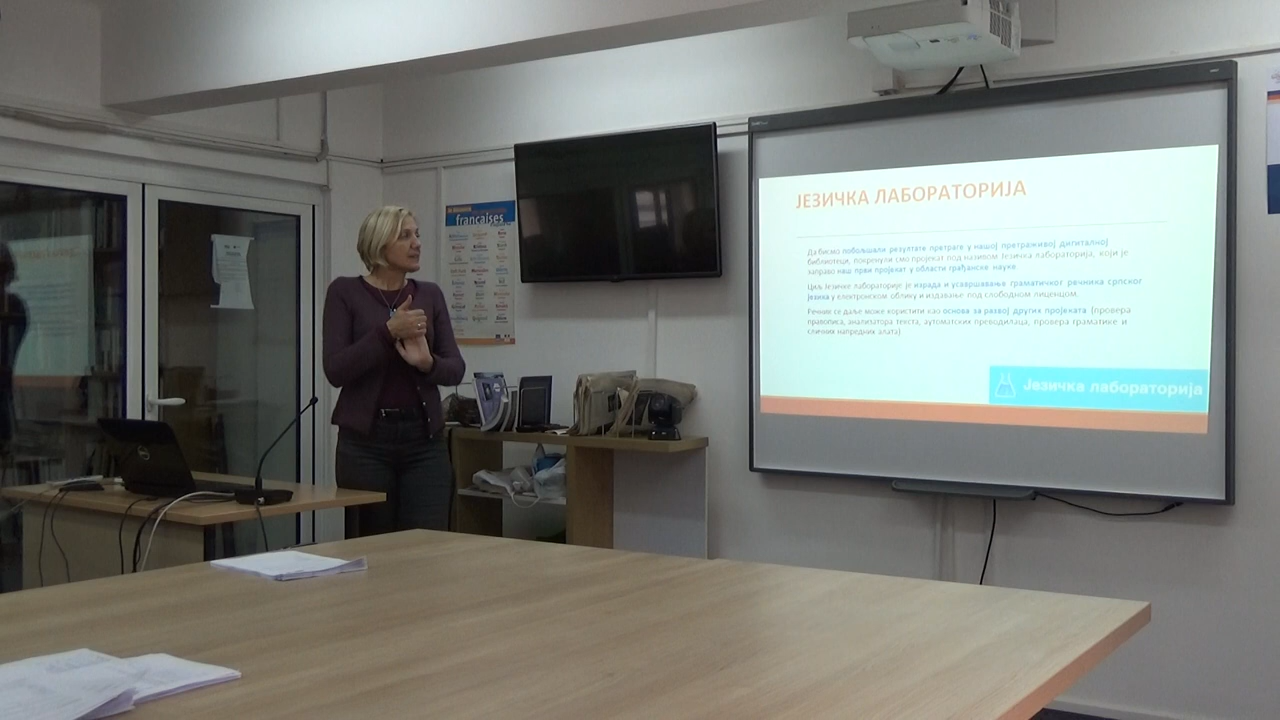 françaises
ЈЕЗИЧКА ЛАБОРАТОРИЈА
Да бисмо побољшали резултате претраге у нашој претраживој дигиталној
библиотеци, покренули смо пројекат под називом Језичка лабораторија, који је
заправо наш први пројекат у области грађанске науке.
Циљ Језичке лабораторије је израда и усавршавање граматичког речника српског
језика у електронском облику и издавање под слободном лиценцом.
Речник се даље може користити као основа за развој других пројеката (провера
правописа, анализатора текста, аутоматских преводилаца, провера граматике и
сличних напредних алата)
Језичка лабораторија
DELL